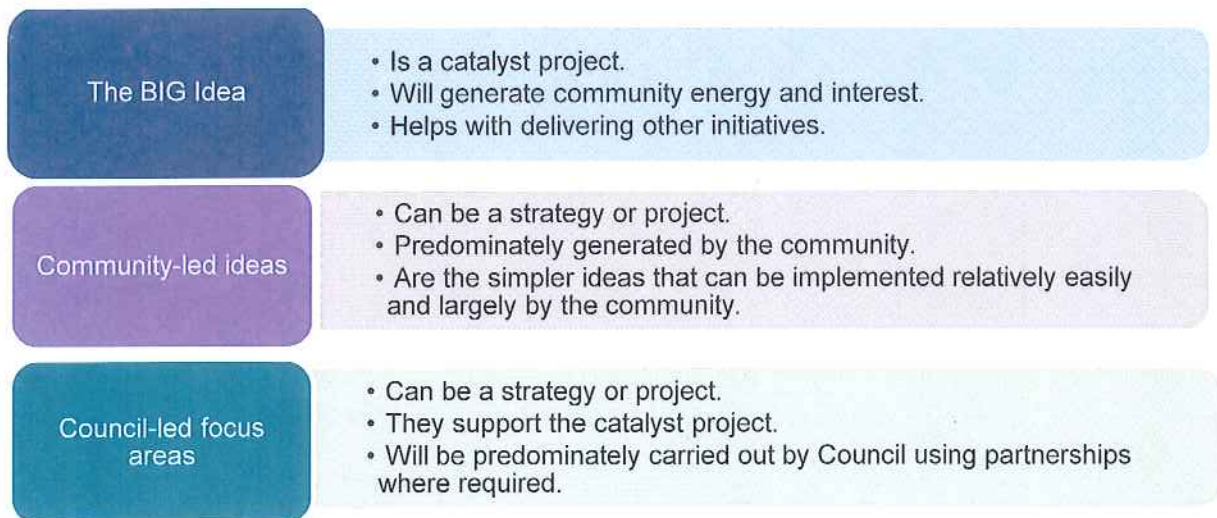 The BIG Idea
• Is a catalyst project.
• Will generate community energy and interest.
• Helps with delivering other initiatives.
Community-led ideas
• Can be a strategy or project.
• Predominately generated by the community.
• Are the simpler ideas that can be implemented relatively easily
and largely by the community.
Council-led focus
areas
• Can be a strategy or project.
• They support the catalyst project.
• Will be predominately carried out by Council using partnerships
where required.